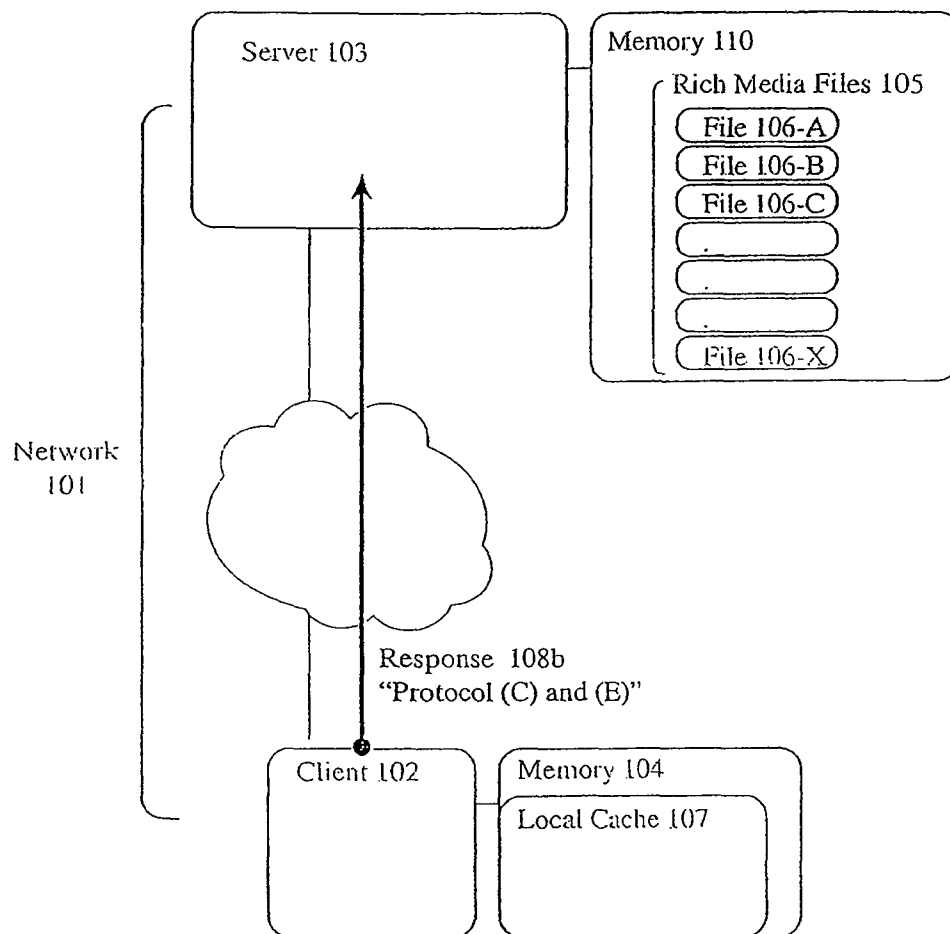 Server 103
Memory 110
Rich Media Files 105
File 106-A
File 106-B
File 106-C
.
.
.
File 106-X
Network
101
Response 108b
“Protocol (C) and (E)”
Client 102
Memory 104
Local Cache 107